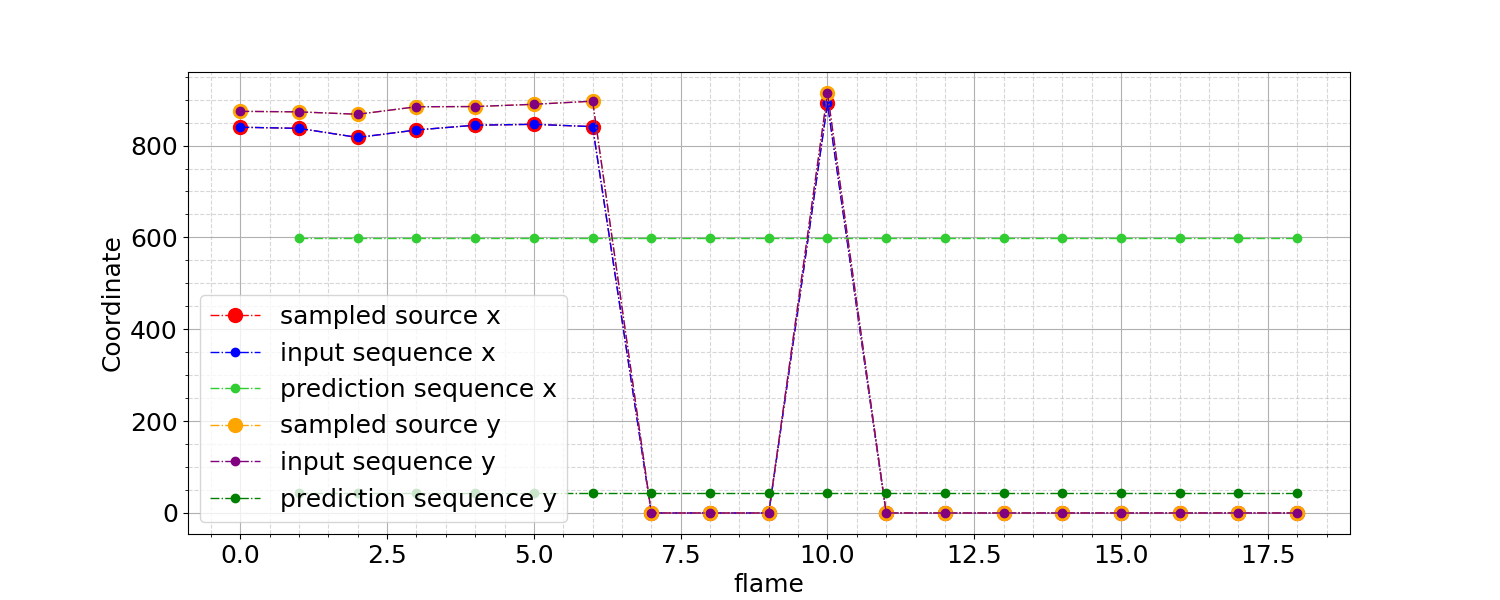 800
600
400
200
0
Coordinate
sampled source x
input sequence x
prediction sequence x
sampled source y
input sequence y
prediction sequence y
0.0 2.5 5.0 7.5 10.0 12.5 15.0 17.5
flame